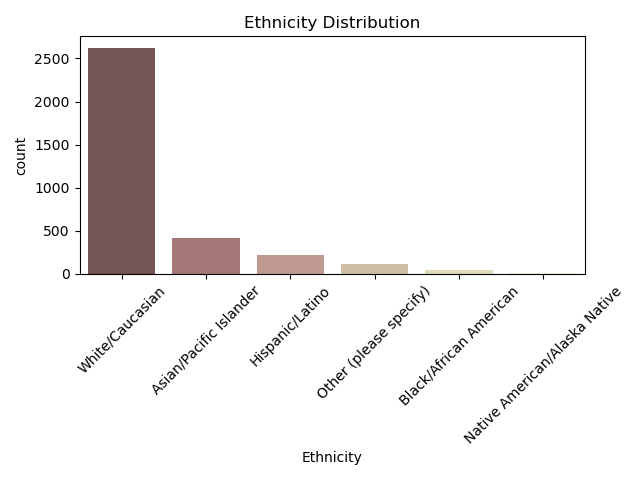 Ethnicity Distribution
count
2500
2000
1500
1000
500
0
White/Caucasian
Asian/Pacific Islander
Hispanic/Latino
Other (please specify)
Black/African American
Native American/Alaska Native
Ethnicity